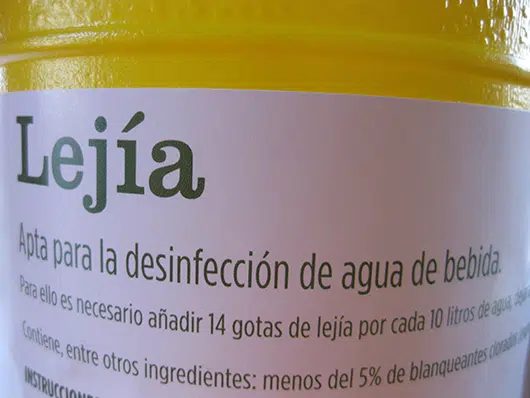 Lejía
Apta para la desinfección de agua de bebida.
Para ello es necesario añadir 14 gotas de lejía por cada 10 litros de agua,
Contiene, entre otros ingredientes: menos del 5% de blanqueantes clorados